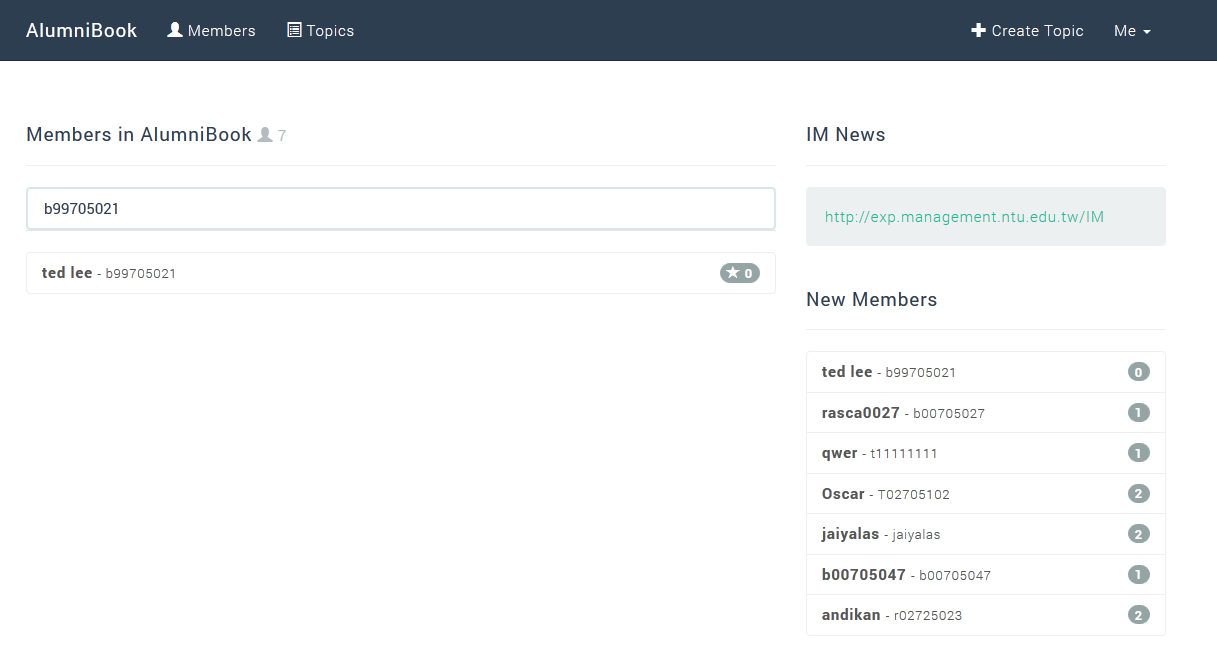 AlumniBook Members Topics Create Topic Me
Members in AlumniBook 7
b99705021
ted lee - b99705021 0
IM News
http://exp.management.ntu.edu.tw/IM
New Members
ted lee - b99705021 0
rasca0027 - b00705027 1
qwer - t11111111 1
Oscar - T02705102 2
jaiyalas - jaiyalas 2
b00705047 - b00705047 1
andikan - r02725023 2